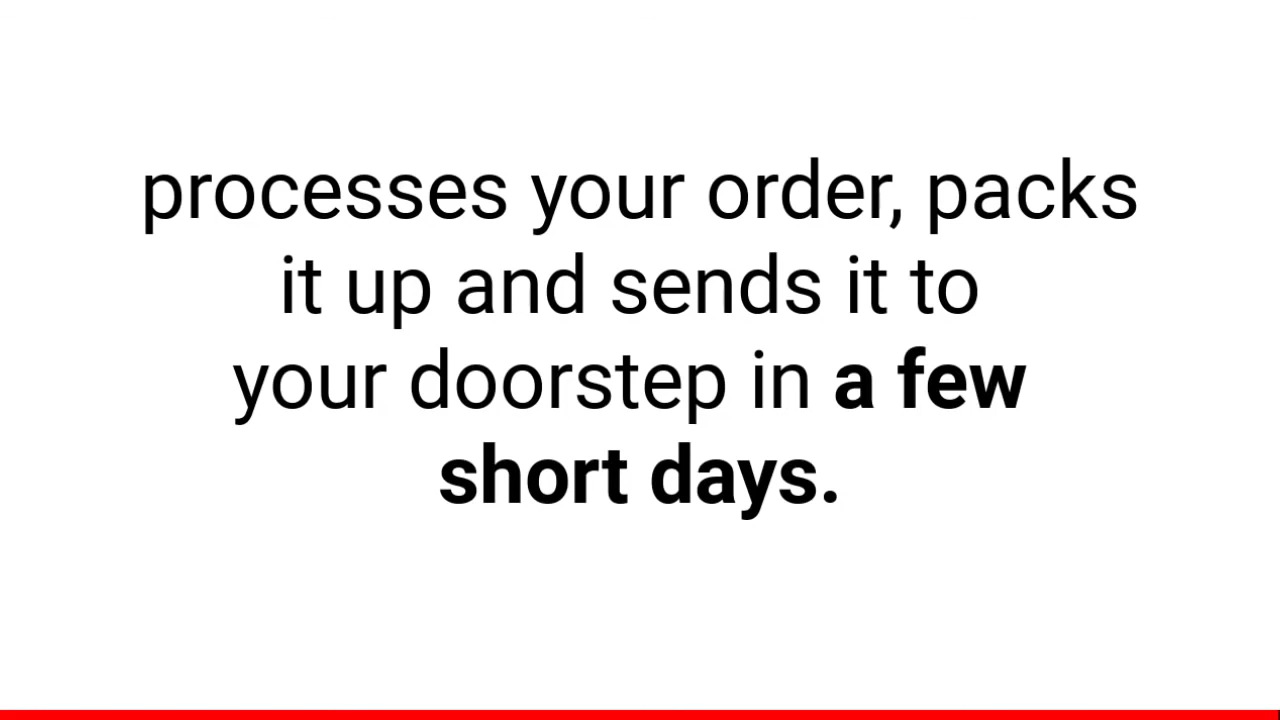 processes your order, packs
it up and sends it to
your doorstep in a few
short days.